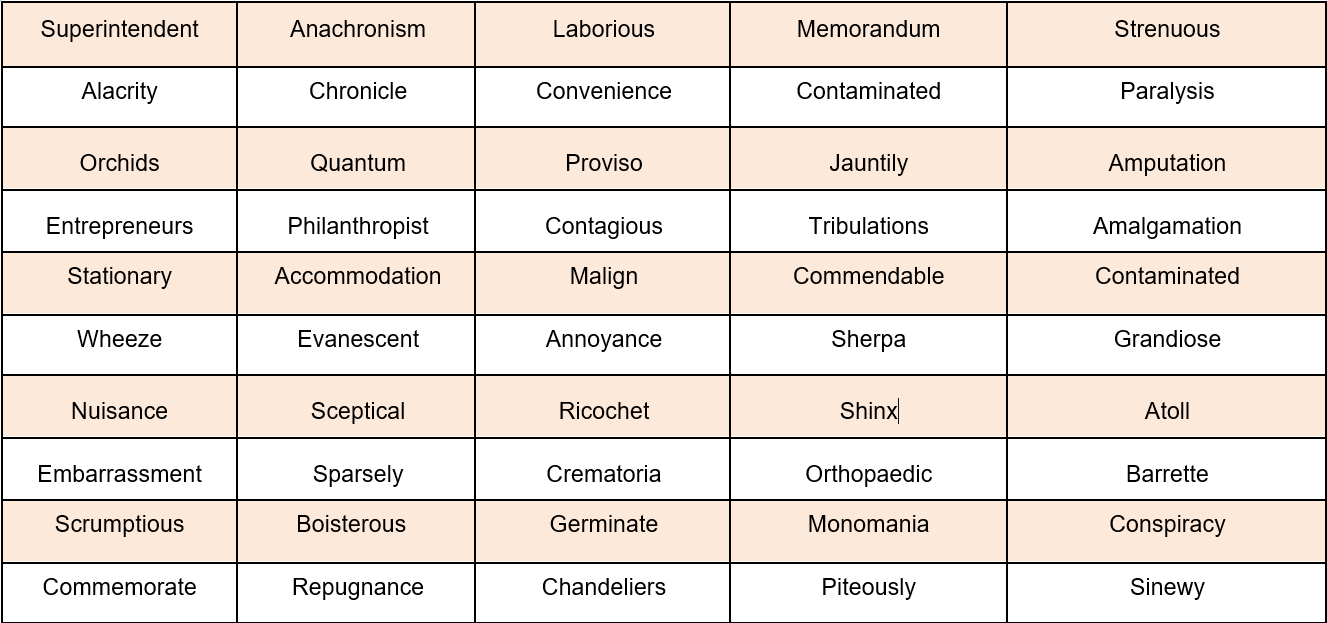 Superintendent Anachronism Laborious Memorandum Strenuous
Alacrity Chronicle Convenience Contaminated Paralysis
Orchids Quantum Proviso Jauntily Amputation
Entrepreneurs Philanthropist Contagious Tribulations Amalgamation
Stationary Accommodation Malign Commendable Contaminated
Wheeze Evanescent Annoyance Sherpa Grandiose
Nuisance Sceptical Ricochet Shinx Atoll
Embarrassment Sparsely Crematoria Orthopaedic Barrette
Scrumptious Boisterous Germinate Monomania Conspiracy
Commemorate Repugnance Chandeliers Piteously Sinewy